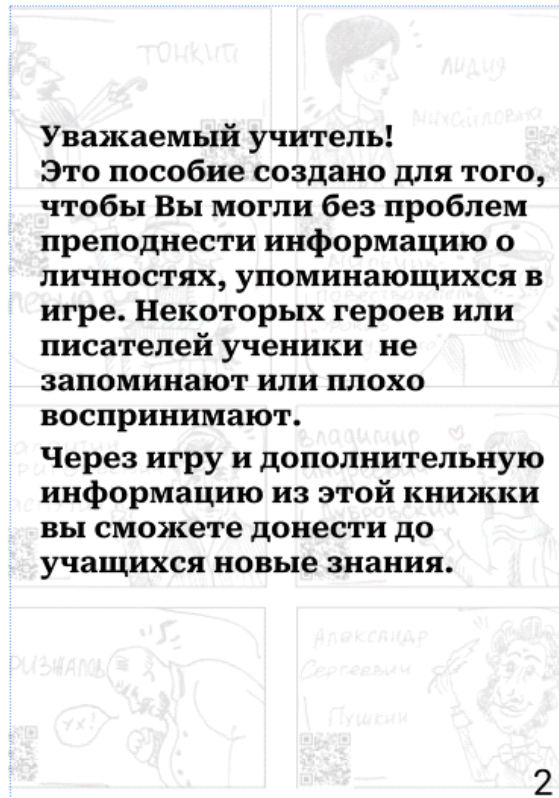 ТОНКИЙ
ЛИДИЯ
МИХАЙЛОВНА
Уважаемый учитель!
Это пособие создано для того,
чтобы Вы могли без проблем
преподнести информацию о
личностях, упоминающихся в
игре. Некоторых героев или
писателей ученики не
запоминают или плохо
воспринимают.
Через игру и дополнительную
информацию из этой книжки
вы сможете донести до
учащихся новые знания.
ВЛАДИМИР
АНДРЕЕВИЧ
ДУБРОВСКИЙ
УХ!
АЛЕКСАНДР
Сергеевич
Пушкин
2